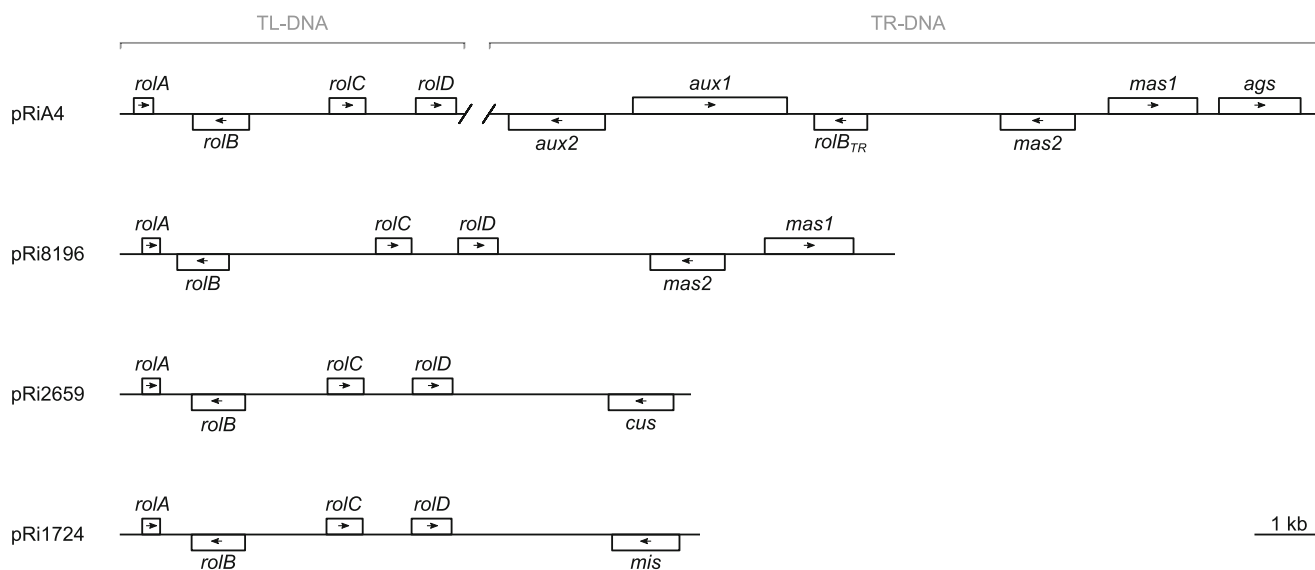 TL-DNA TR-DNA
rolA rolC rolD aux1 mas1 ags
pRiA4
rolB aux2 rolBTR mas2
rolA rolC rolD mas1
pRi8196
rolB mas2
rolA rolC rolD
pRi2659
rolB cus
rolA rolC rolD
pRi1724 1 kb
rolB mis